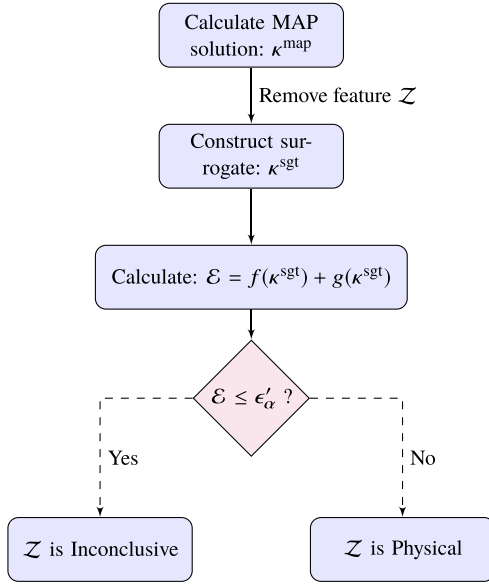 Calculate MAP
solution: κ^map
Remove feature 𝒵
Construct sur-
rogate: κ^sgt
Calculate: ℰ = f(κ^sgt) + g(κ^sgt)
ℰ ≤ ϵ′_α ?
Yes
No
𝒵 is Inconclusive
𝒵 is Physical